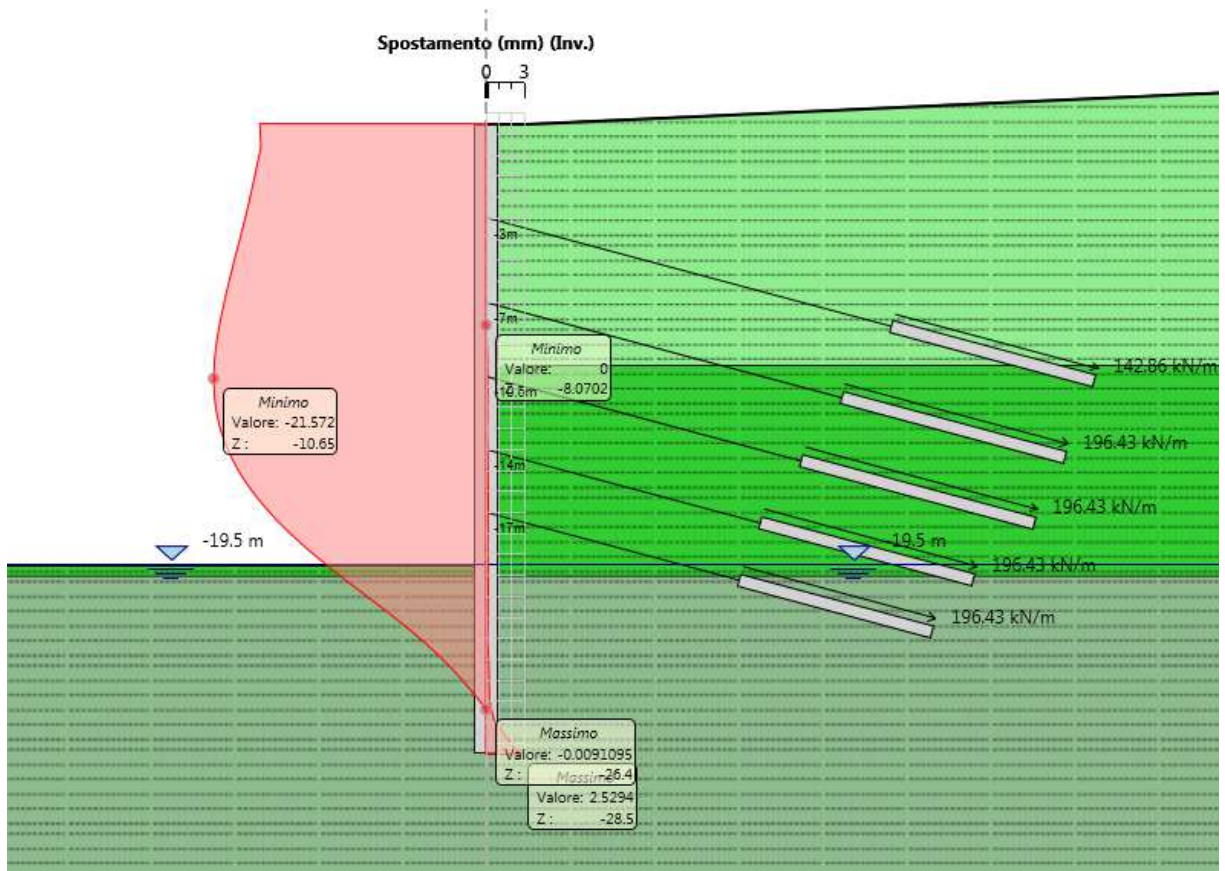 Spostamento (mm) (Inv.)
0 3
-3m
-7m
Minimo
Valore: 0
-8.0702
142.86 kN/m
Minimo
Valore: -21.572
Z : -10.65
196.43 kN/m
-14m
196.43 kN/m
-17m
-19.5 m
19.5 m
196.43 kN/m
196.43 kN/m
Massimo
Valore: -0.0091095
Z : -26.4
Massimo
Valore: 2.5294
Z : -28.5